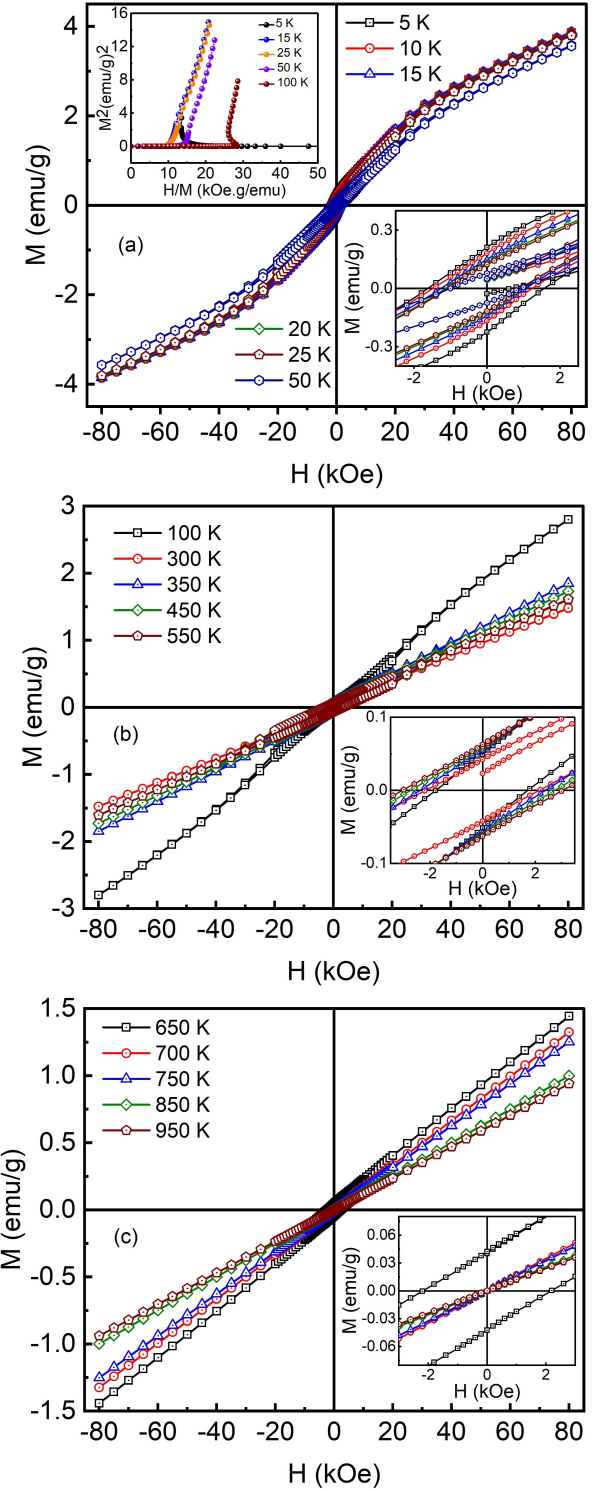 5 K
15 K
25 K
50 K
100 K
M2(emu/g)2
16
12
8
4
0
0 10 20 30 40 50
H/M (kOe.g/emu)
5 K
10 K
15 K
4
2
0
-2
-4
M (emu/g)
(a)
20 K
25 K
50 K
0.3
0.0
-0.3
M (emu/g)
-2 0 2
H (kOe)
-80 -60 -40 -20 0 20 40 60 80
H (kOe)
100 K
300 K
350 K
450 K
550 K
3
2
1
0
-1
-2
-3
M (emu/g)
(b)
0.1
0.0
-0.1
M (emu/g)
-2 0 2
H (kOe)
-80 -60 -40 -20 0 20 40 60 80
H (kOe)
650 K
700 K
750 K
850 K
950 K
1.5
1.0
0.5
0.0
-0.5
-1.0
-1.5
M (emu/g)
(c)
0.06
0.03
0.00
-0.03
-0.06
M (emu/g)
-2 0 2
H (kOe)
-80 -60 -40 -20 0 20 40 60 80
H (kOe)